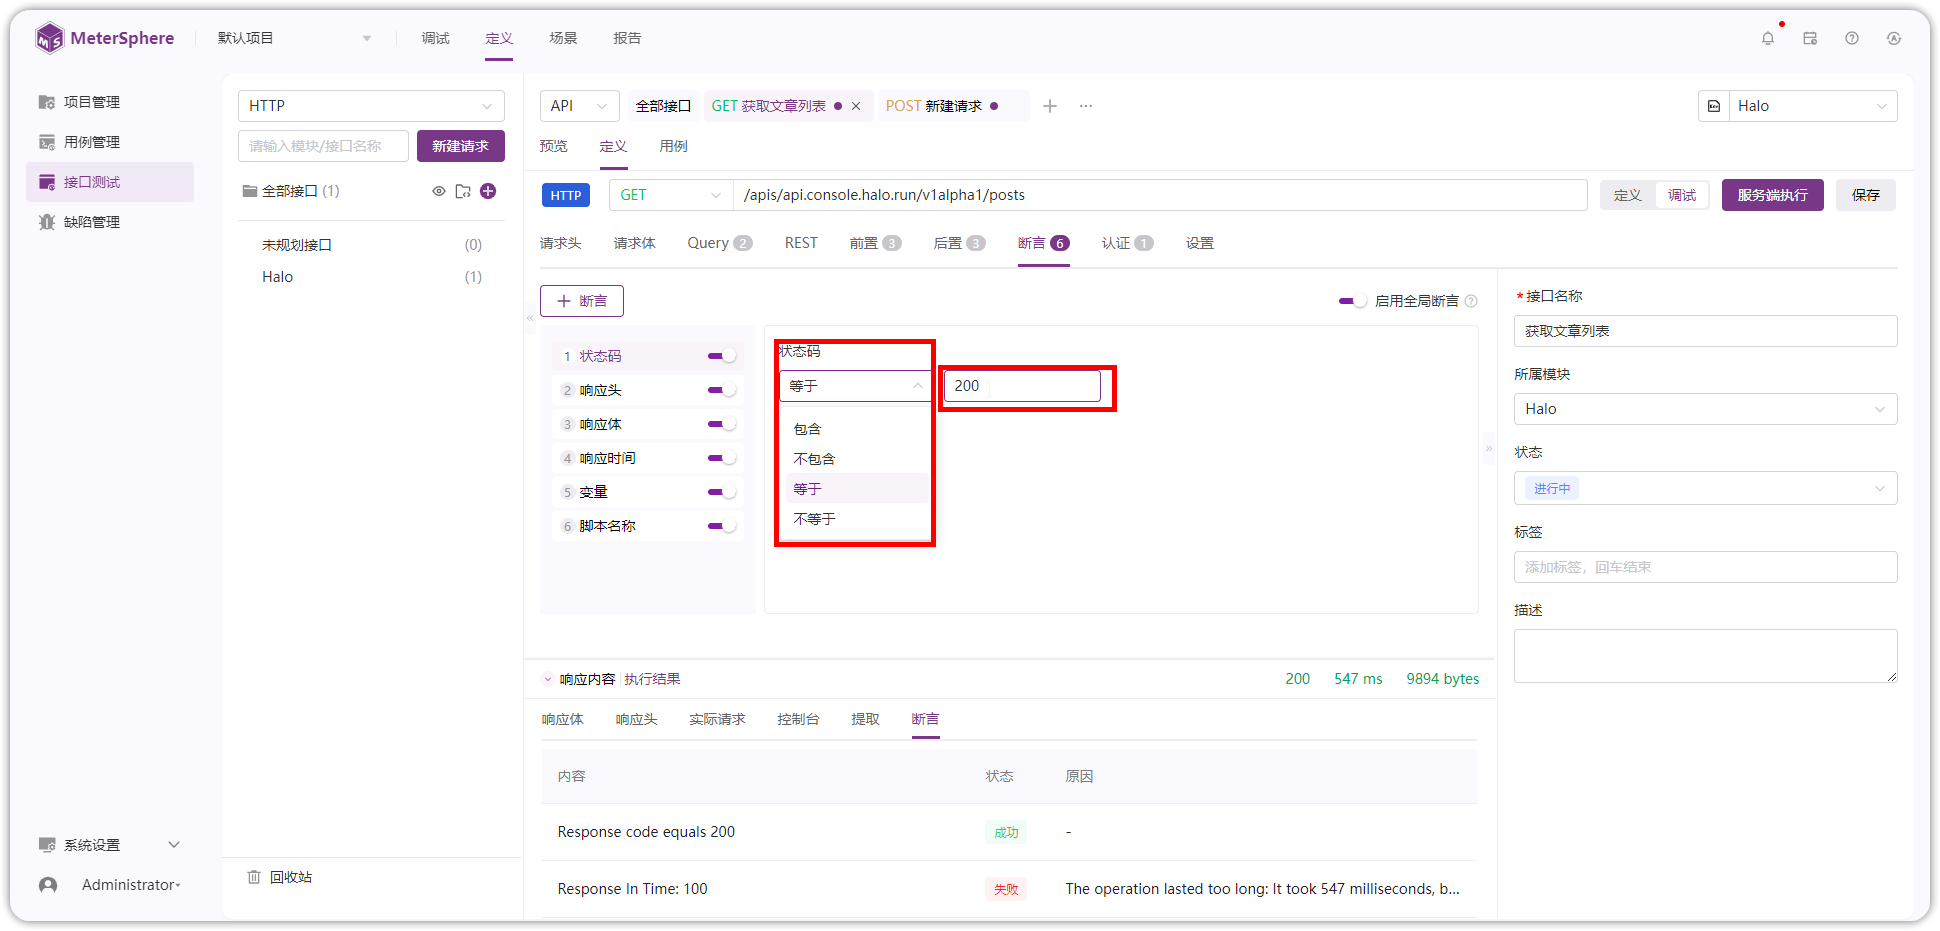 MeterSphere
默认项目
调试
定义
场景
报告
项目管理
用例管理
接口测试
缺陷管理
系统设置
Administrator
HTTP
请输入模块/接口名称
新建请求
全部接口 (1)
未规划接口 (0)
Halo (1)
回收站
API
全部接口
GET 获取文章列表
POST 新建请求
Halo
预览
定义
用例
HTTP
GET
/apis/api.console.halo.run/v1alpha1/posts
定义
调试
服务端执行
保存
请求头
请求体
Query 2
REST
前置 3
后置 3
断言 6
认证 1
设置
断言
启用全局断言
1 状态码
2 响应头
3 响应体
4 响应时间
5 变量
6 脚本名称
状态码
等于
200
包含
不包含
等于
不等于
*接口名称
获取文章列表
所属模块
Halo
状态
进行中
标签
添加标签，回车结束
描述
响应内容
执行结果
200
547 ms
9894 bytes
响应体
响应头
实际请求
控制台
提取
断言
内容
状态
原因
Response code equals 200
成功
-
Response In Time: 100
失败
The operation lasted too long: It took 547 milliseconds, b...